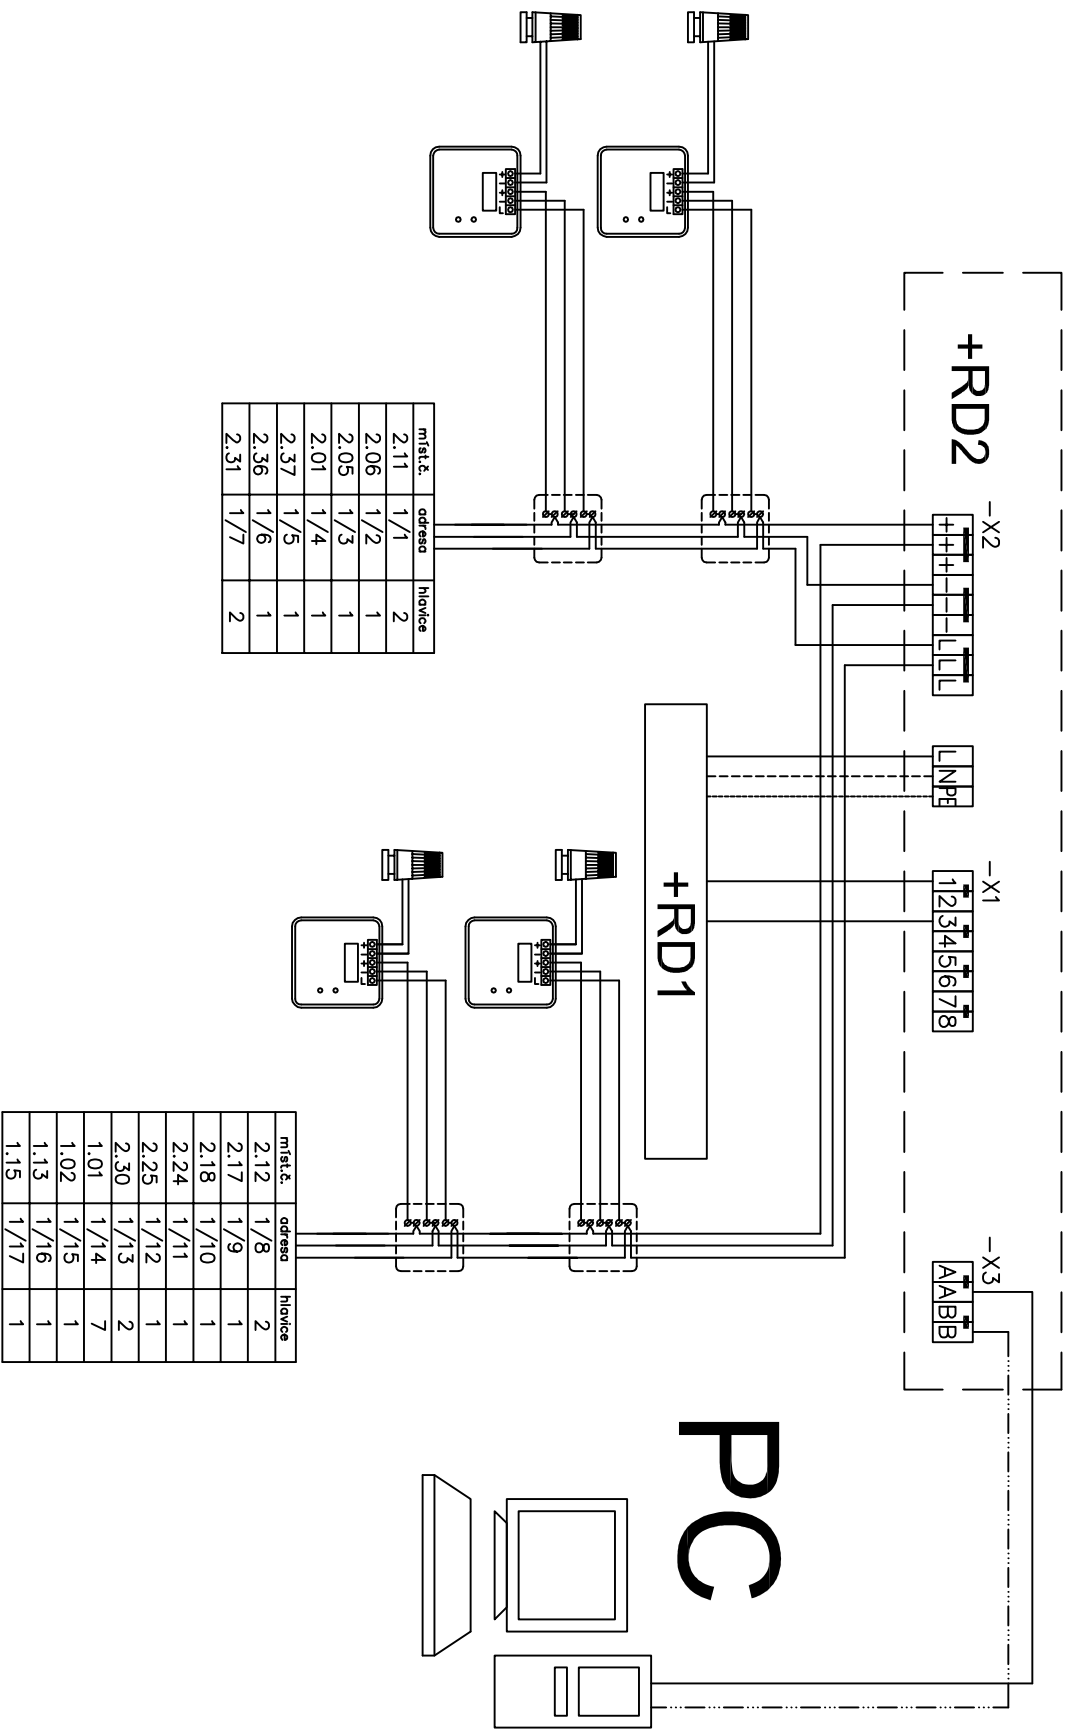 +RD2
-X2
+ + + - - - L L L
L N PE
-X1
1 2 3 4 5 6 7 8
-X3
A A B B
+RD1
PC
+ - + - L
+ - + - L
+ - + - L
+ - + - L
míst.č. adresa hlavice
2.11 1/1 2
2.06 1/2 1
2.05 1/3 1
2.01 1/4 1
2.37 1/5 1
2.36 1/6 1
2.31 1/7 2
míst.č. adresa hlavice
2.12 1/8 2
2.17 1/9 1
2.18 1/10 1
2.24 1/11 1
2.25 1/12 1
2.30 1/13 2
1.01 1/14 7
1.02 1/15 1
1.13 1/16 1
1.15 1/17 1